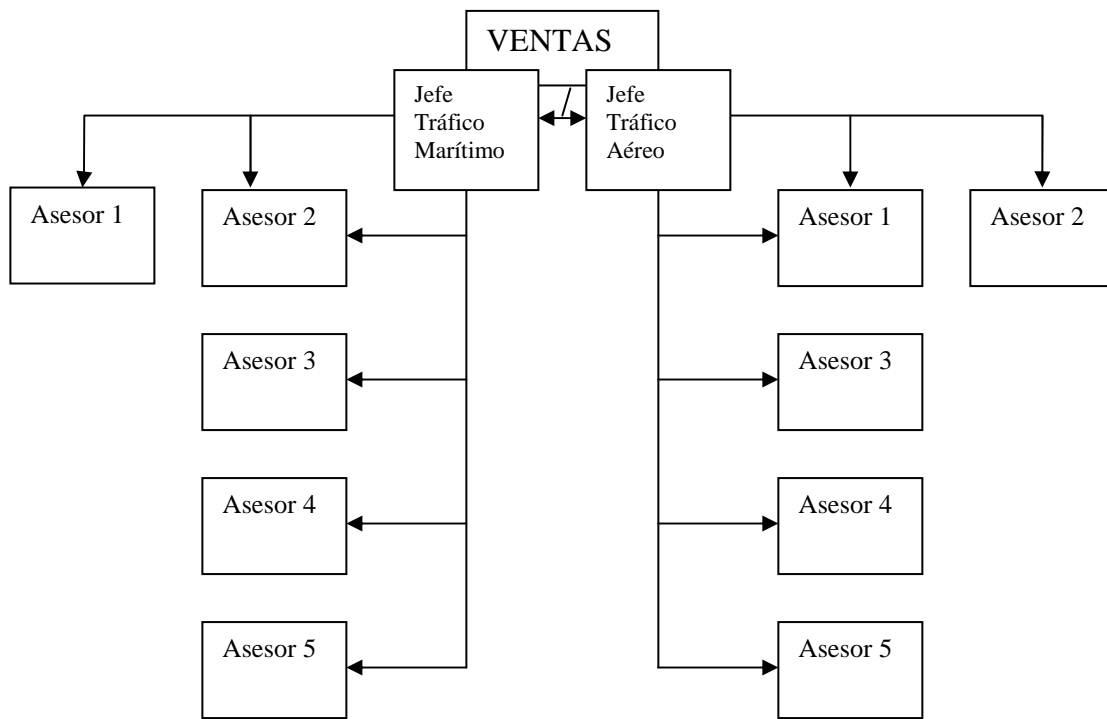 VENTAS
Jefe
Tráfico
Marítimo
Jefe
Tráfico
Aéreo
Asesor 1
Asesor 2
Asesor 1
Asesor 2
Asesor 3
Asesor 3
Asesor 4
Asesor 4
Asesor 5
Asesor 5